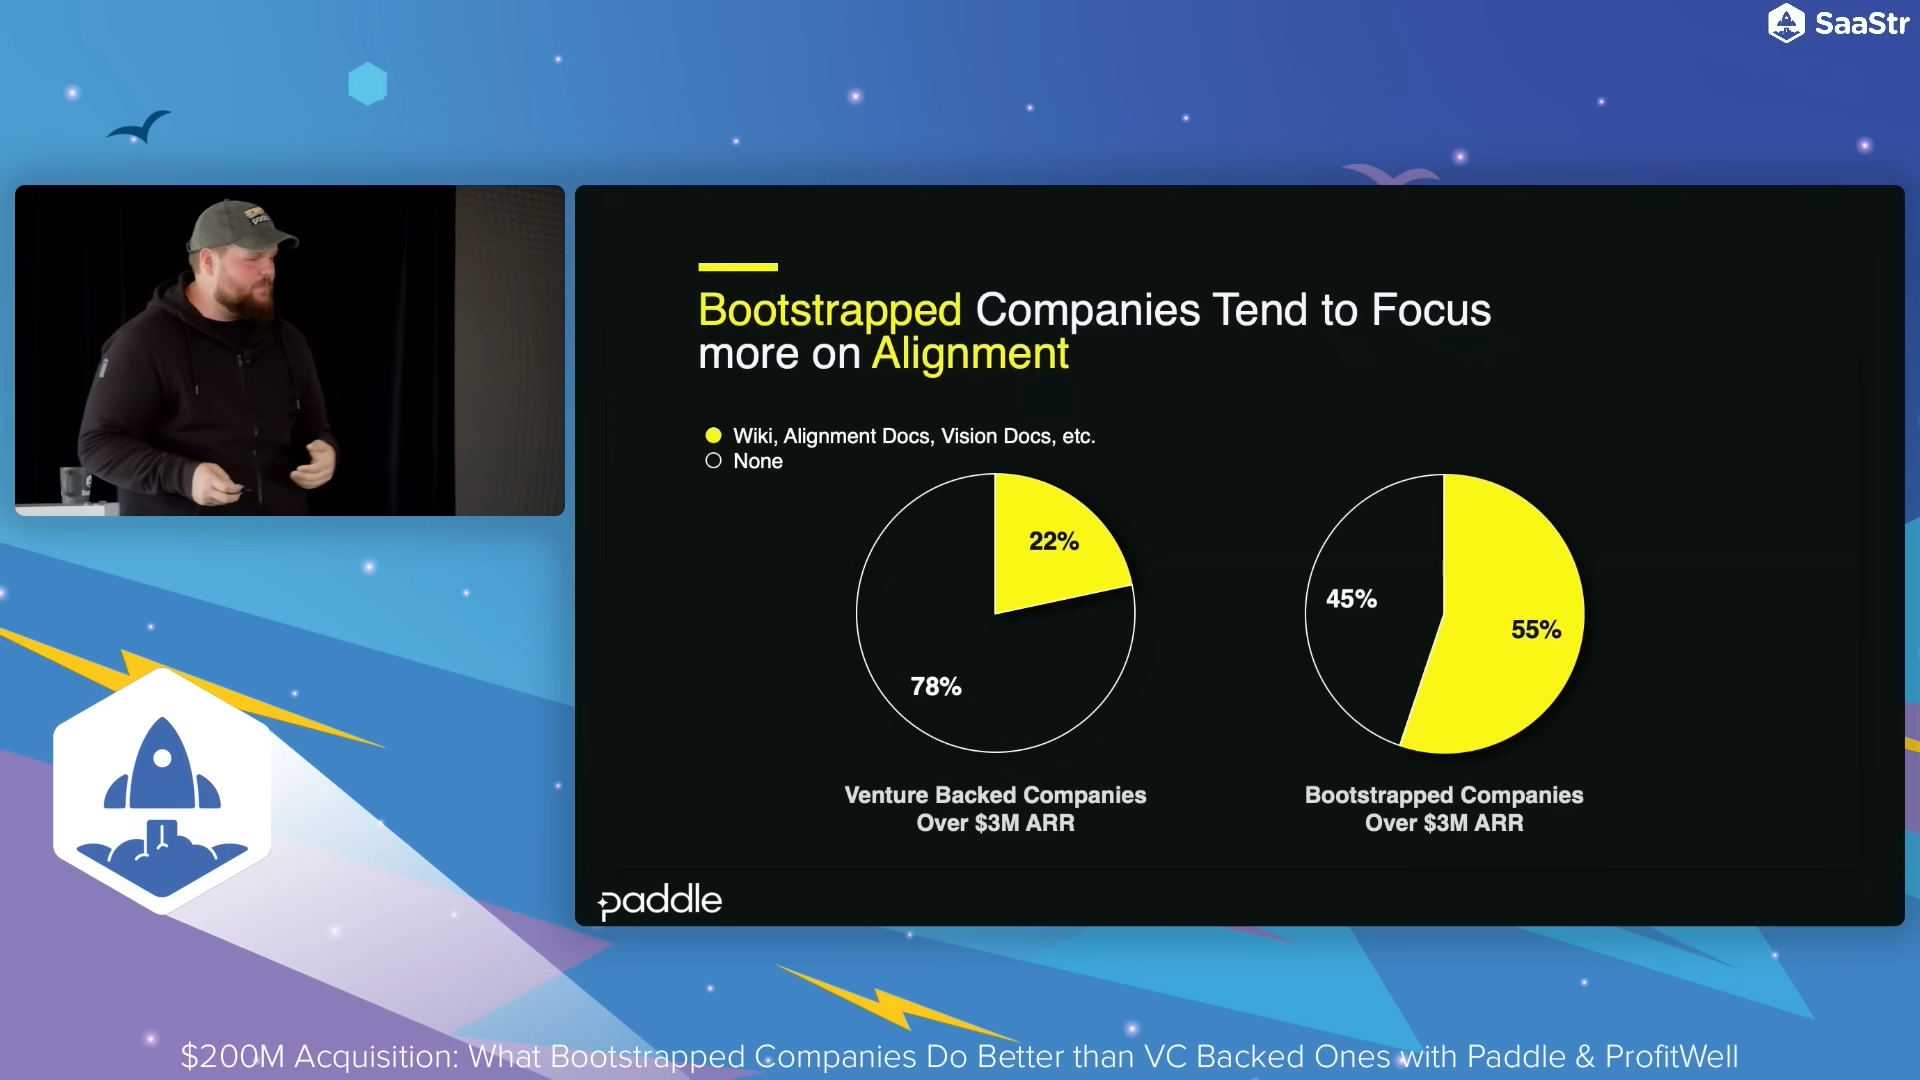 SaaStr
Bootstrapped Companies Tend to Focus
more on Alignment
Wiki, Alignment Docs, Vision Docs, etc.
None
22%
78%
45%
55%
Venture Backed Companies
Over $3M ARR
Bootstrapped Companies
Over $3M ARR
paddle
$200M Acquisition: What Bootstrapped Companies Do Better than VC Backed Ones with Paddle & ProfitWell